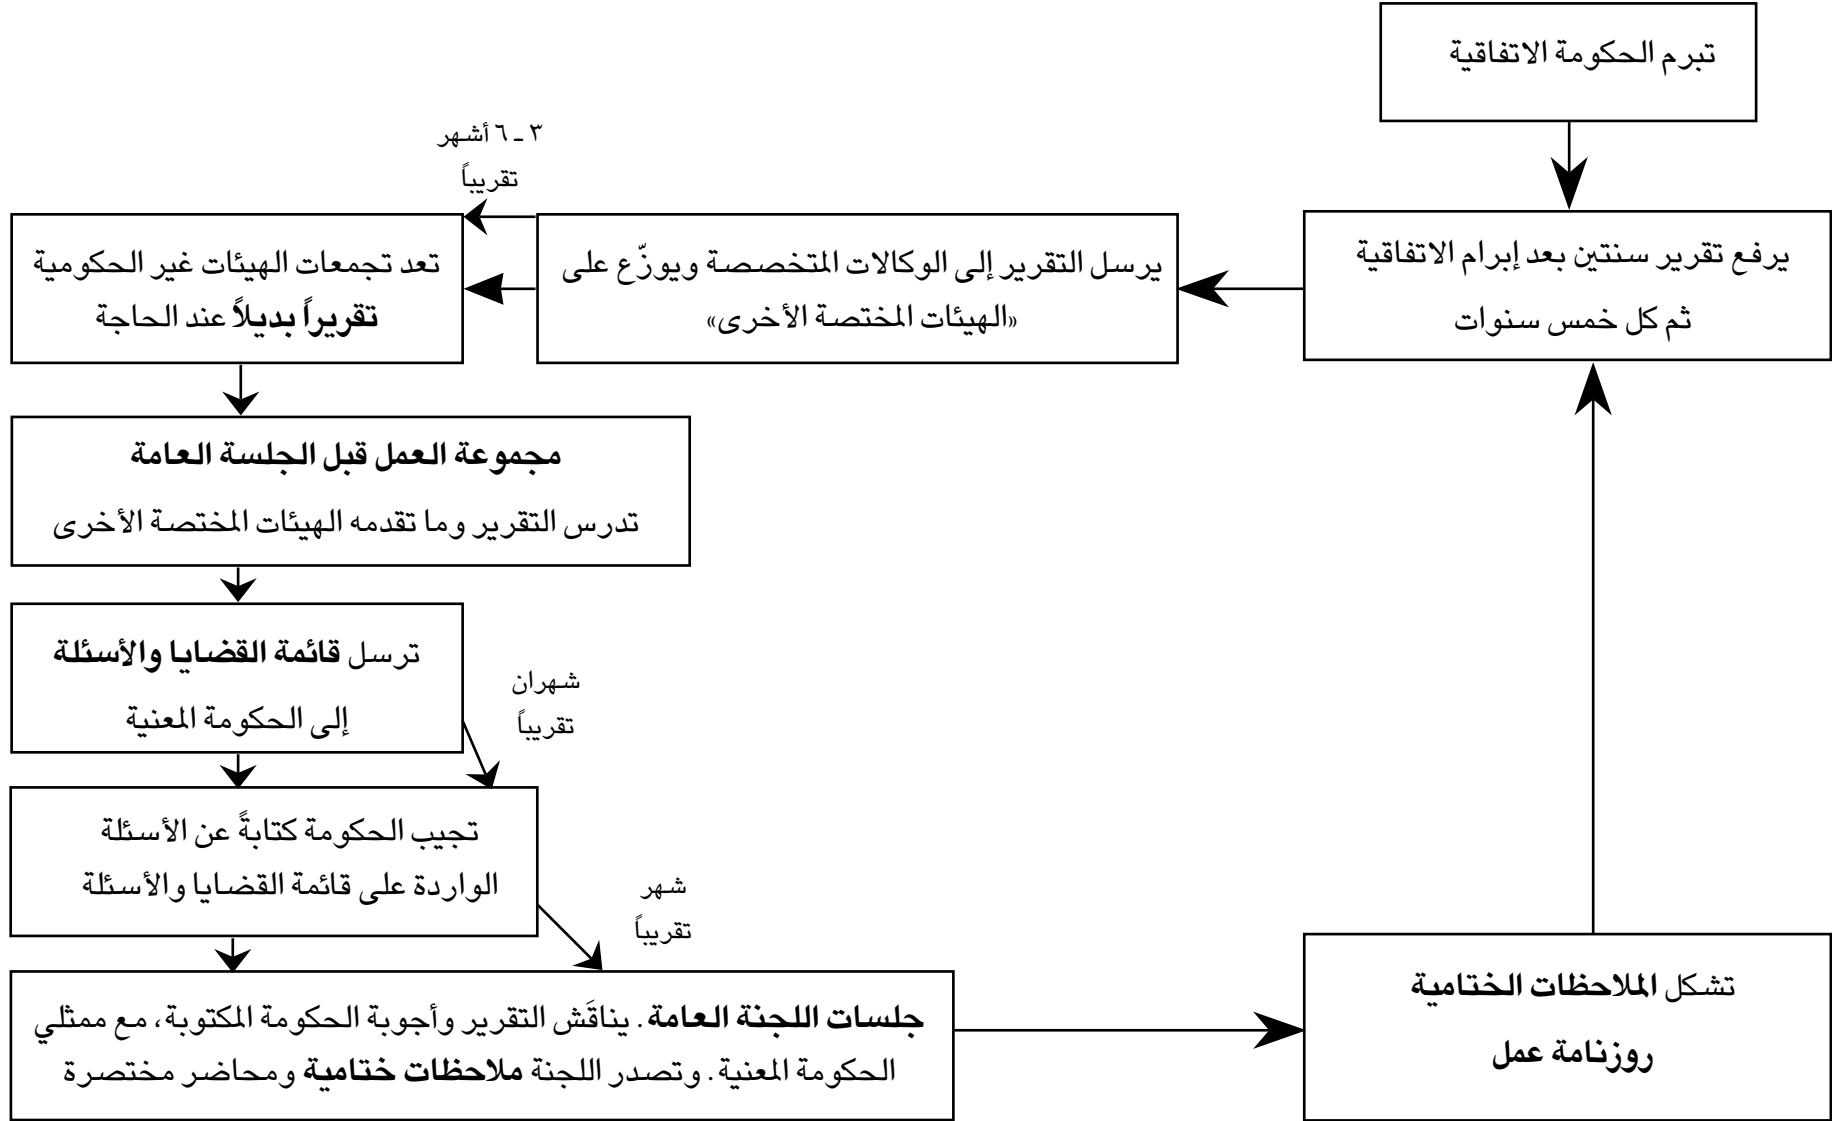 تبرم الحكومة الاتفاقية
يرفع تقرير سنتين بعد إبرام الاتفاقية
ثم كل خمس سنوات
يرسل التقرير إلى الوكالات المتخصصة ويوزّع على
«الهيئات المختصة الأخرى»
٣ ـ ٦ أشهر
تقريباً
تعد تجمعات الهيئات غير الحكومية
تقريراً بديلاً عند الحاجة
مجموعة العمل قبل الجلسة العامة
تدرس التقرير وما تقدمه الهيئات المختصة الأخرى
ترسل قائمة القضايا والأسئلة
إلى الحكومة المعنية
شهران
تقريباً
تجيب الحكومة كتابةً عن الأسئلة
الواردة على قائمة القضايا والأسئلة
شهر
تقريباً
جلسات اللجنة العامة. يناقَش التقرير وأجوبة الحكومة المكتوبة، مع ممثلي
الحكومة المعنية. وتصدر اللجنة ملاحظات ختامية ومحاضر مختصرة
تشكل الملاحظات الختامية
روزنامة عمل